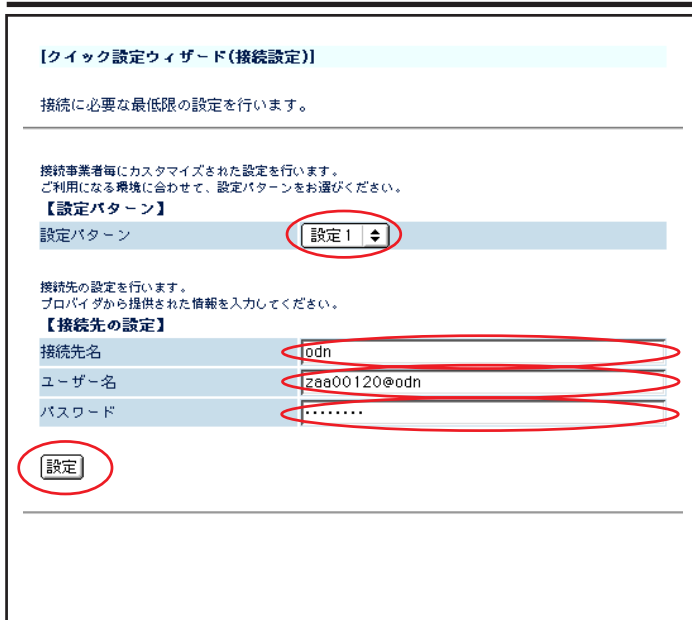 [クイック設定ウィザード(接続設定)]
接続に必要な最低限の設定を行います。
接続事業者毎にカスタマイズされた設定を行います。
ご利用になる環境に合わせて、設定パターンをお選びください。
【設定パターン】
設定パターン 設定1
接続先の設定を行います。
プロバイダから提供された情報を入力してください。
【接続先の設定】
接続先名 odn
ユーザー名 zaa00120@odn
パスワード ••••••••
設定